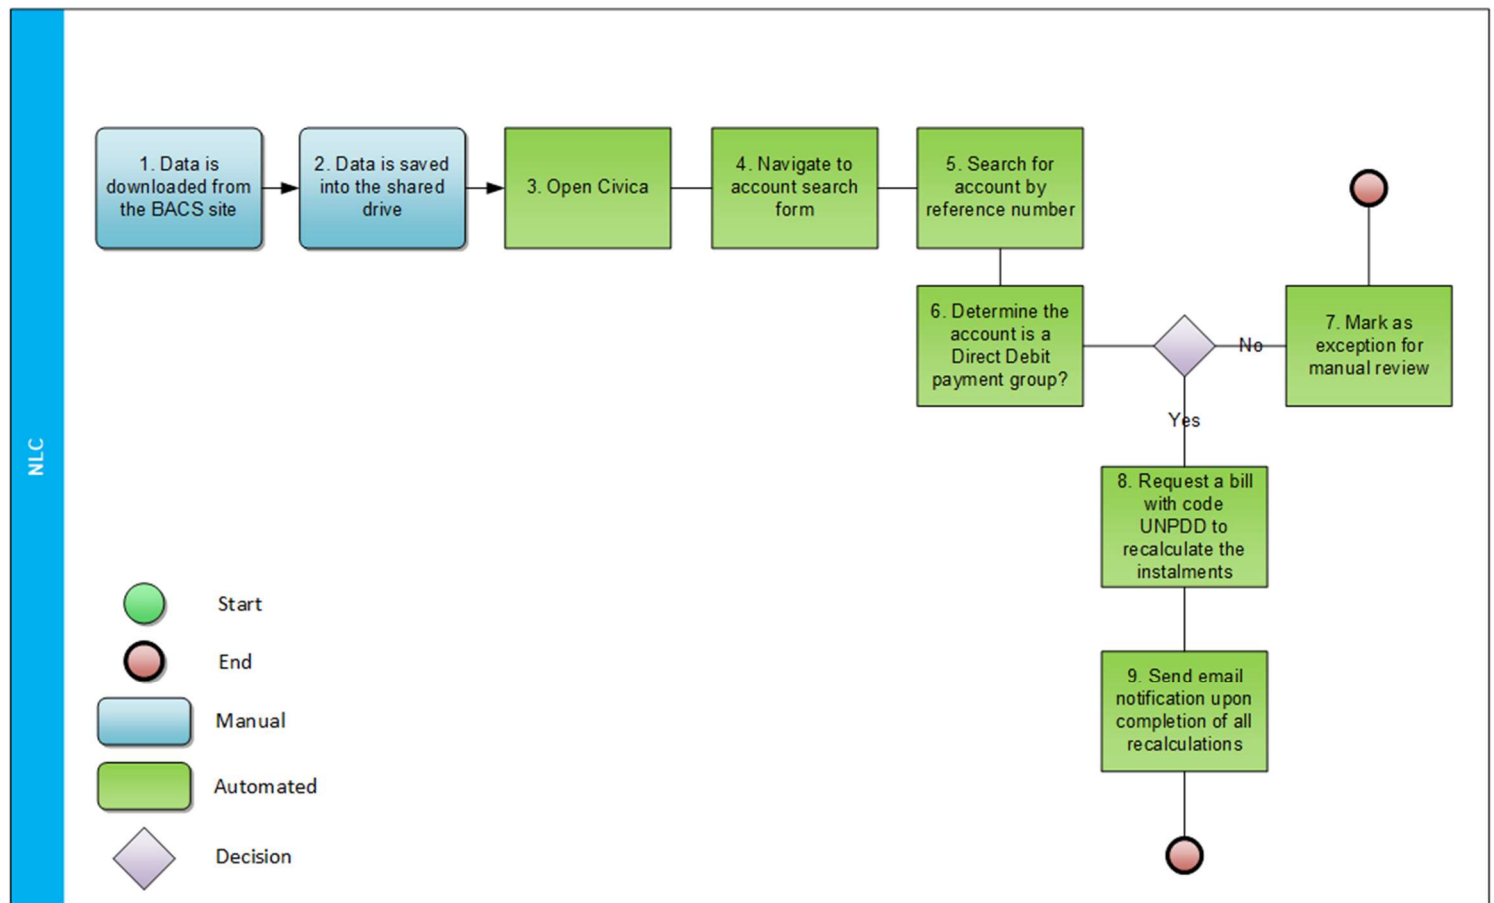 1. Data is
downloaded from
the BACS site
2. Data is saved
into the shared
drive
3. Open Civica
4. Navigate to
account search
form
5. Search for
account by
reference number
6. Determine the
account is a
Direct Debit
payment group?
No
7. Mark as
exception for
manual review
Yes
8. Request a bill
with code
UNPDD to
recalculate the
instalments
9. Send email
notification upon
completion of all
recalculations
NLC
Start
End
Manual
Automated
Decision